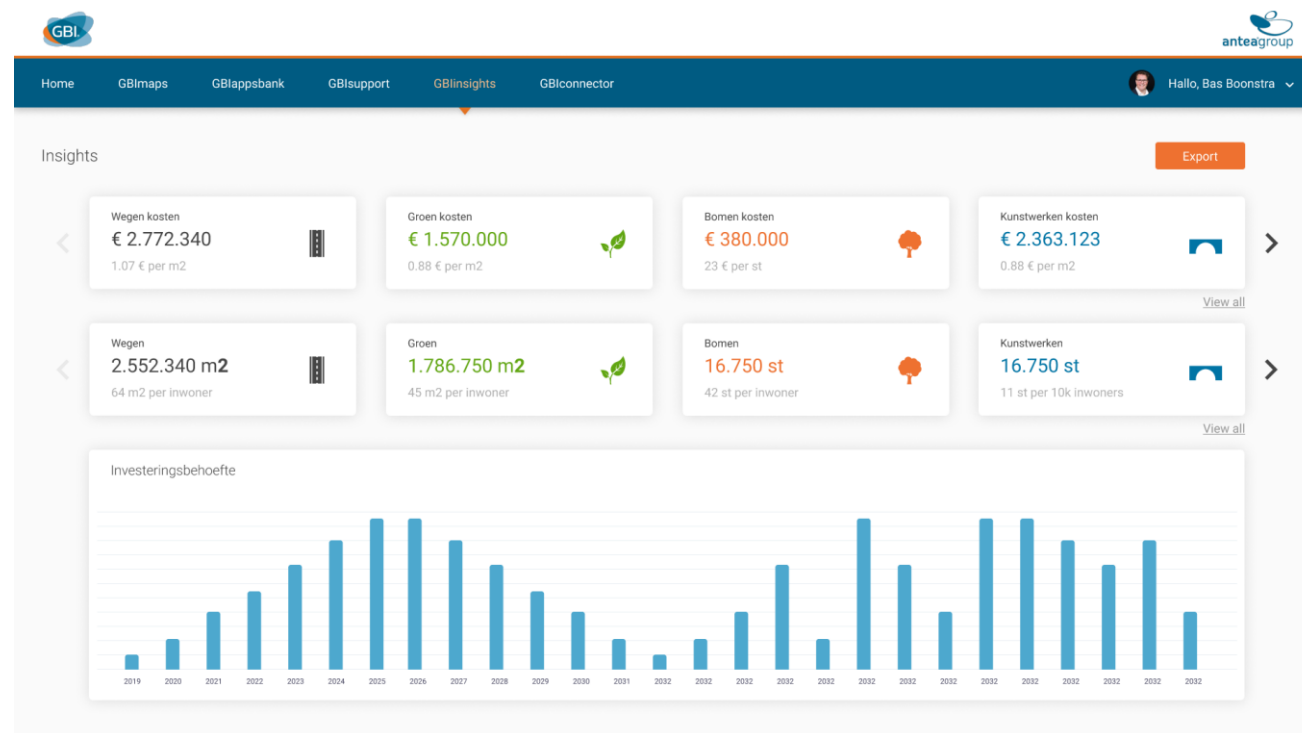 GBI
anteagroup
Home GBImaps GBIappsbank GBIsupport GBIinsights GBIconnector Hallo, Bas Boonstra
Insights
Export
Wegen kosten
€ 2.772.340
1.07 € per m2
Groen kosten
€ 1.570.000
0.88 € per m2
Bomen kosten
€ 380.000
23 € per st
Kunstwerken kosten
€ 2.363.123
0.88 € per m2
View all
Wegen
2.552.340 m2
64 m2 per inwoner
Groen
1.786.750 m2
45 m2 per inwoner
Bomen
16.750 st
42 st per inwoner
Kunstwerken
16.750 st
11 st per 10k inwoners
View all
Investeringsbehoefte
2019 2020 2021 2022 2023 2024 2025 2026 2027 2028 2029 2030 2031 2032 2032 2032 2032 2032 2032 2032 2032 2032 2032 2032 2032 2032 2032